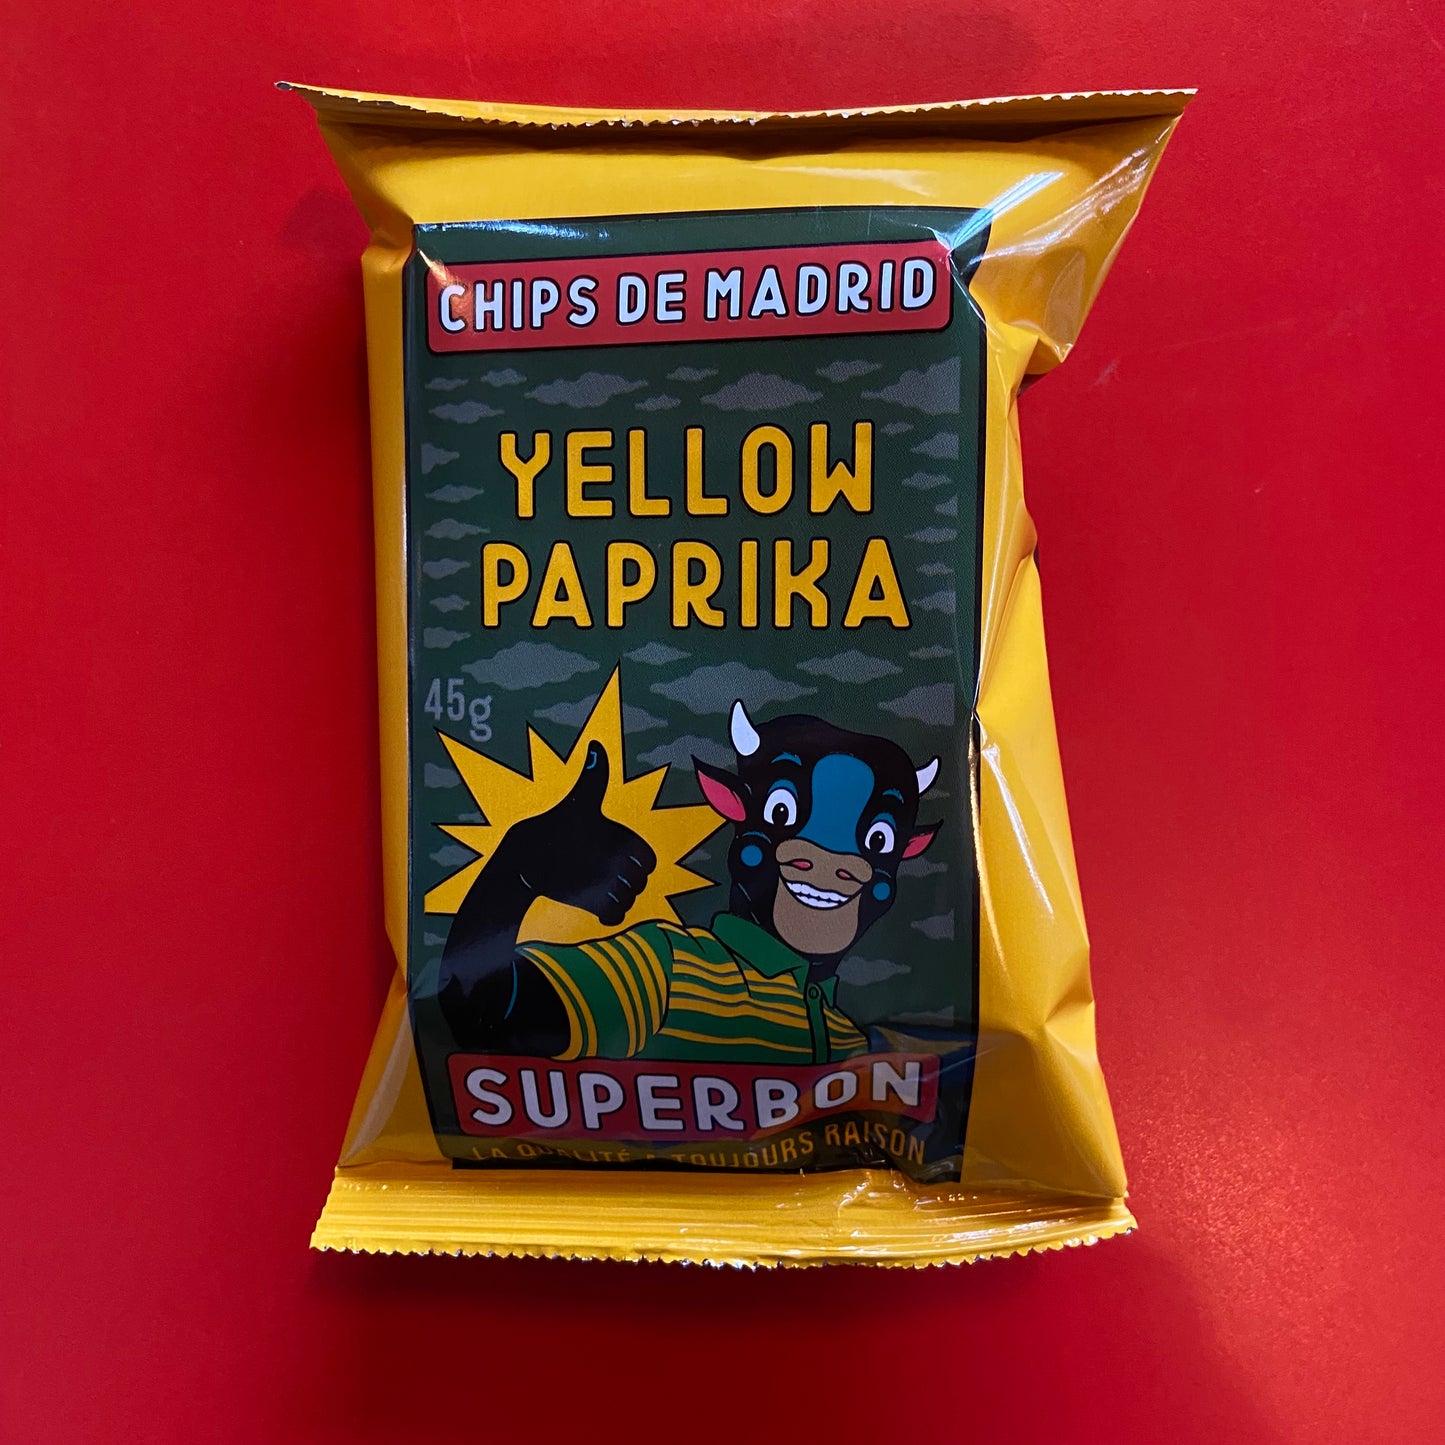 CHIPS DE MADRID
YELLOW
PAPRIKA
45g
SUPERBON
LA QUALITÉ A TOUJOURS RAISON